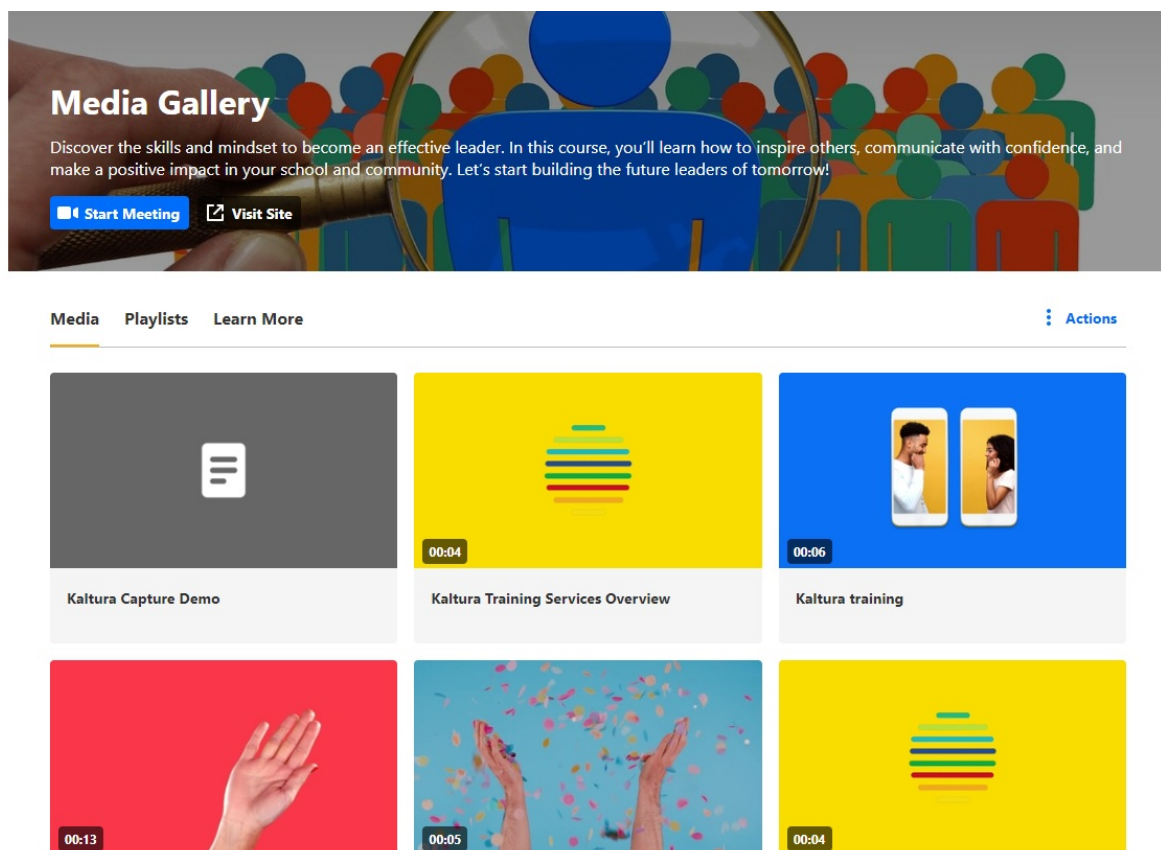 Media Gallery
Discover the skills and mindset to become an effective leader. In this course, you'll learn how to inspire others, communicate with confidence, and
make a positive impact in your school and community. Let's start building the future leaders of tomorrow!
Start Meeting Visit Site
Media Playlists Learn More Actions
00:04 00:06
Kaltura Capture Demo Kaltura Training Services Overview Kaltura training
00:13 00:05 00:04